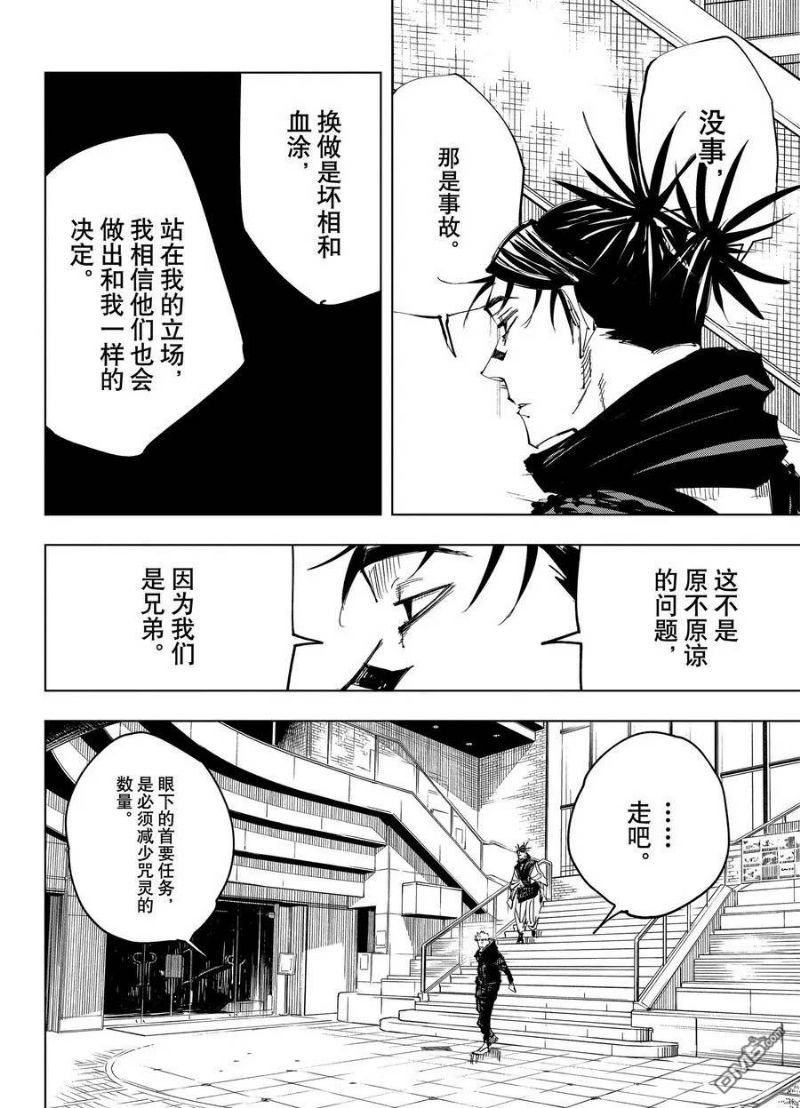 没事，
那是事故。
换做是坏相和
血涂，
站在我的立场，
我相信他们也会
做出和我一样的
决定。
这不是
原不原谅
的问题，
因为我们
是兄弟。
……
走吧。
眼下的首要任务，
是必须减少咒灵的
数量。